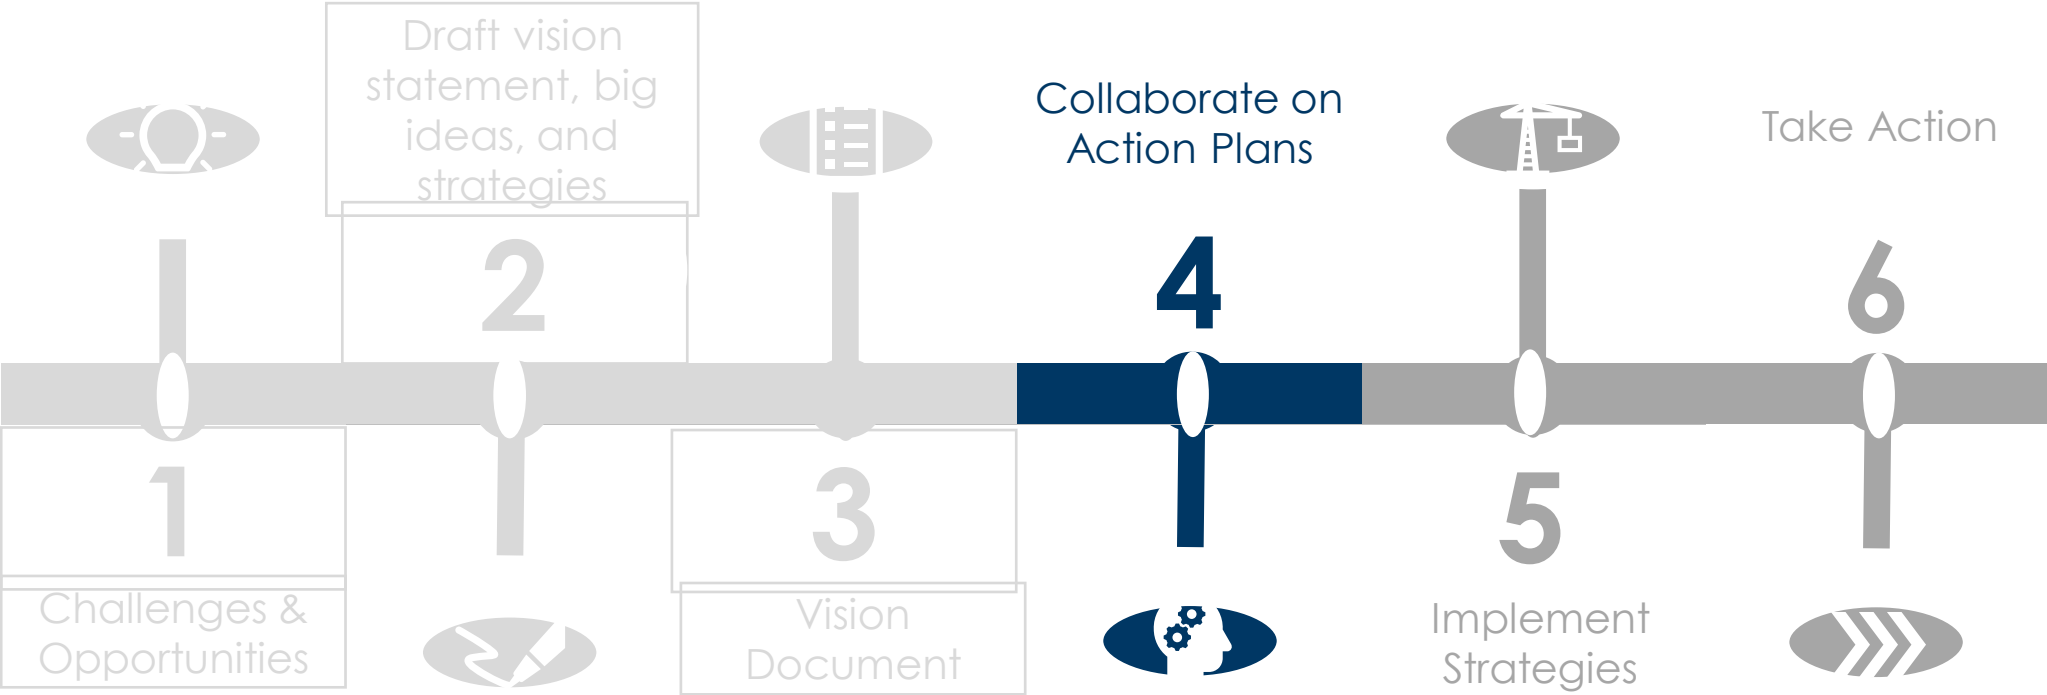 1
Challenges &
Opportunities
Draft vision
statement, big
ideas, and
strategies
2
3
Vision
Document
Collaborate on
Action Plans
4
5
Implement
Strategies
Take Action
6